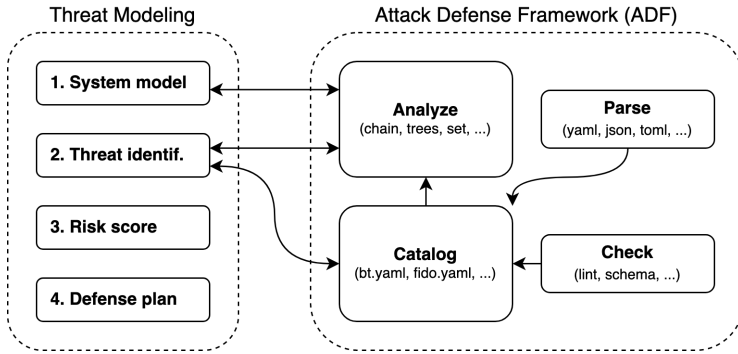 Threat Modeling
1. System model
2. Threat identif.
3. Risk score
4. Defense plan
Attack Defense Framework (ADF)
Analyze
(chain, trees, set, ...)
Parse
(yaml, json, toml, ...)
Catalog
(bt.yaml, fido.yaml, ...)
Check
(lint, schema, ...)